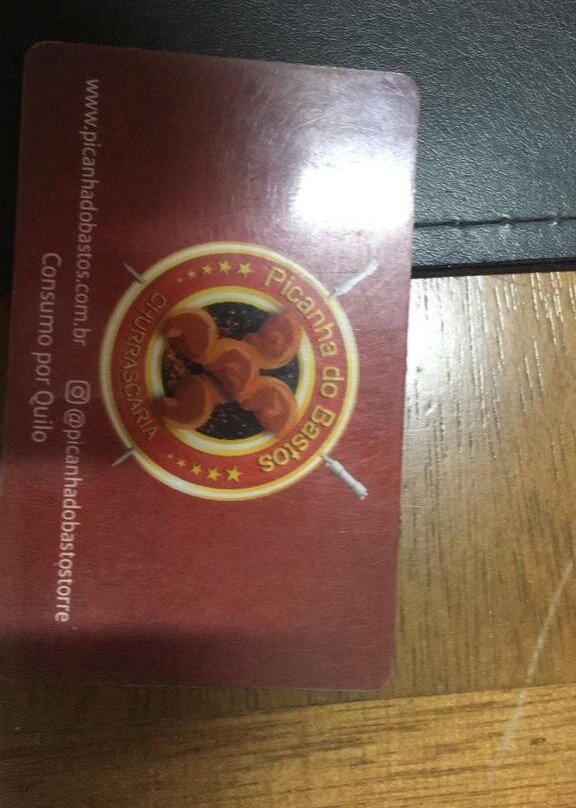 Picanha do Bastos
CHURRASCARIA
www.picanhadobastos.com.br @picanhadobastostorre
Consumo por Quilo